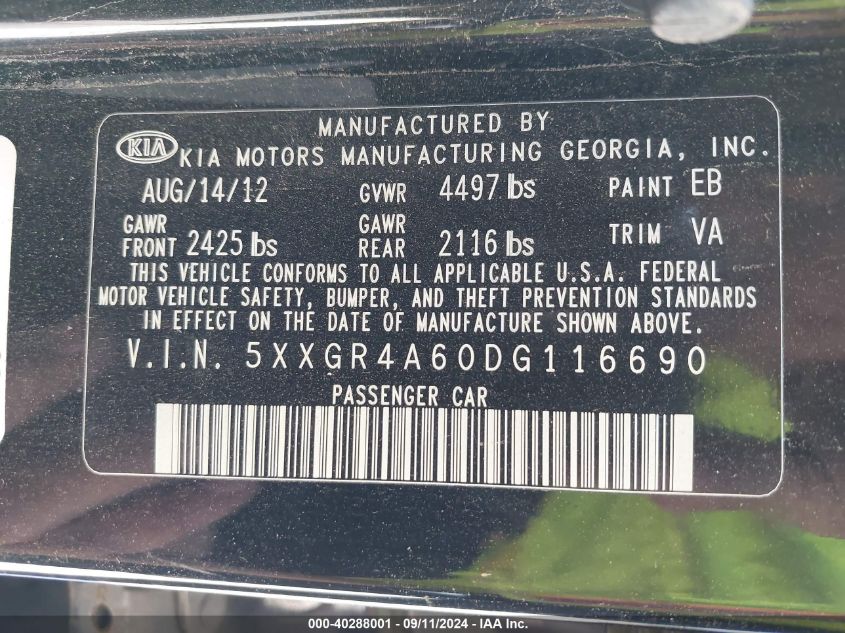 MANUFACTURED BY
KIA KIA MOTORS MANUFACTURING GEORGIA, INC.
AUG/14/12 GVWR 4497 lbs PAINT EB
GAWR FRONT 2425 lbs GAWR REAR 2116 lbs TRIM VA
THIS VEHICLE CONFORMS TO ALL APPLICABLE U.S.A. FEDERAL
MOTOR VEHICLE SAFETY, BUMPER, AND THEFT PREVENTION STANDARDS
IN EFFECT ON THE DATE OF MANUFACTURE SHOWN ABOVE.
V.I.N. 5XXGR4A60DG116690
PASSENGER CAR
000-40288001 - 09/11/2024 - IAA, Inc.